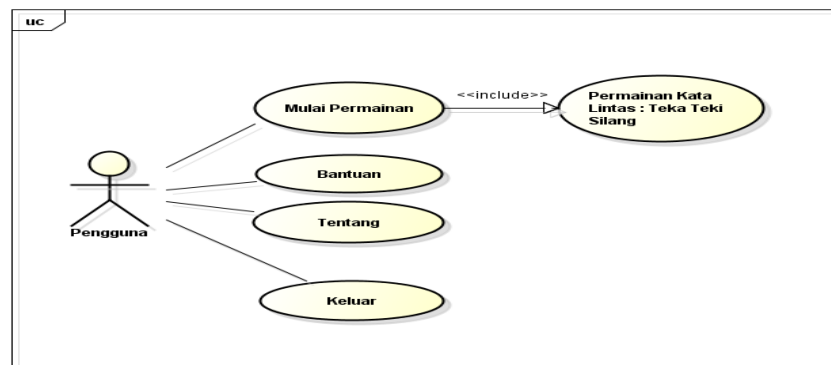 uc
Mulai Permainan
<<include>>
Permainan Kata
Lintas : Teka Teki
Silang
Bantuan
Pengguna
Tentang
Keluar